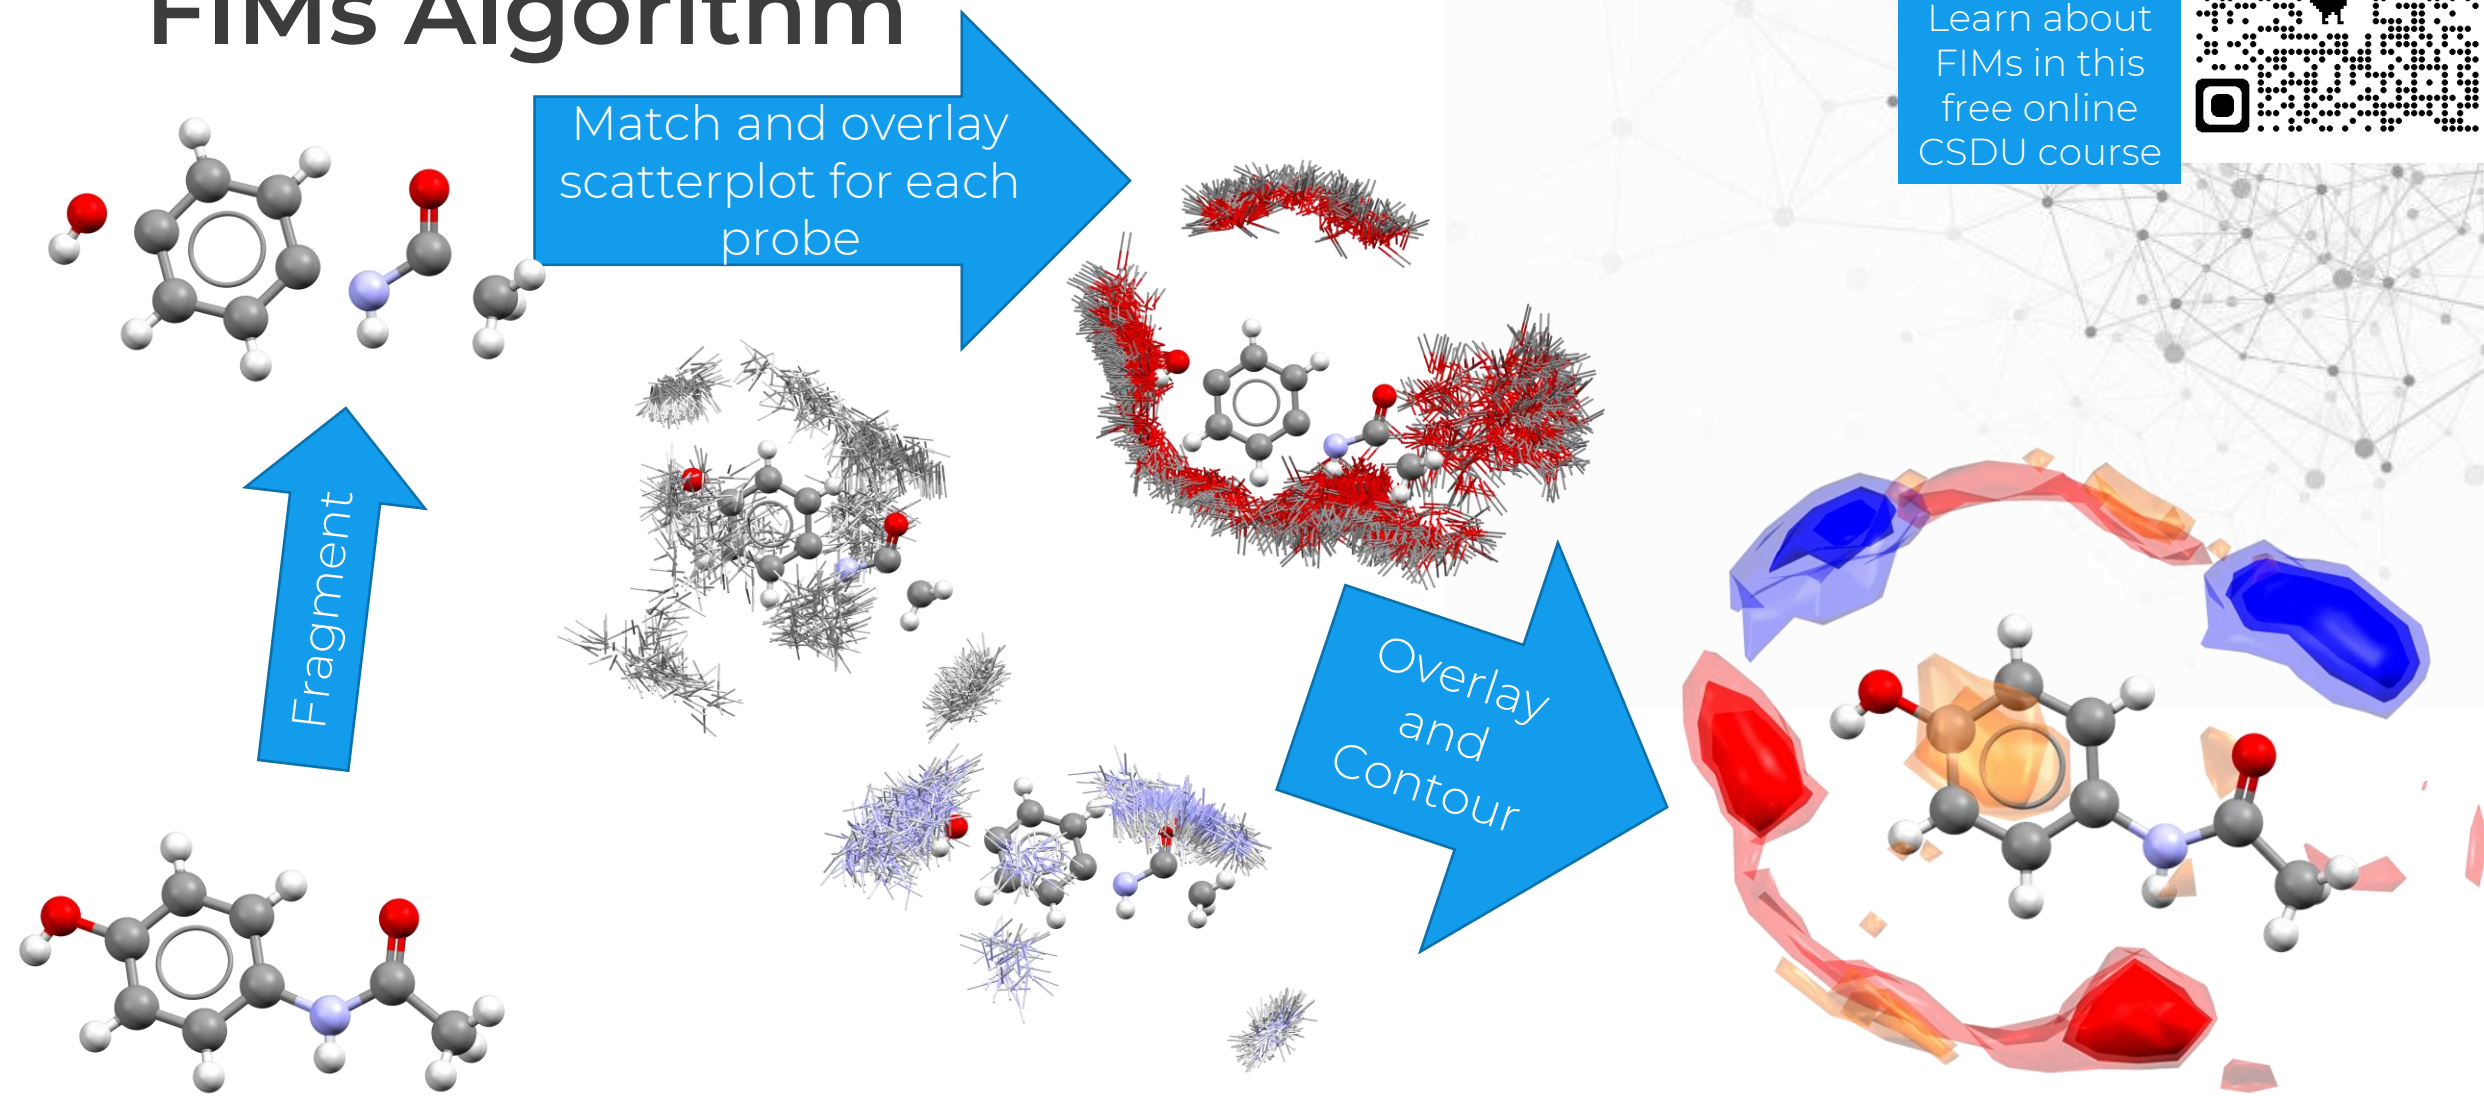 FIMs Algorithm
Match and overlay
scatterplot for each
probe
Learn about
FIMs in this
free online
CSDU course
Fragment
Overlay
and
Contour